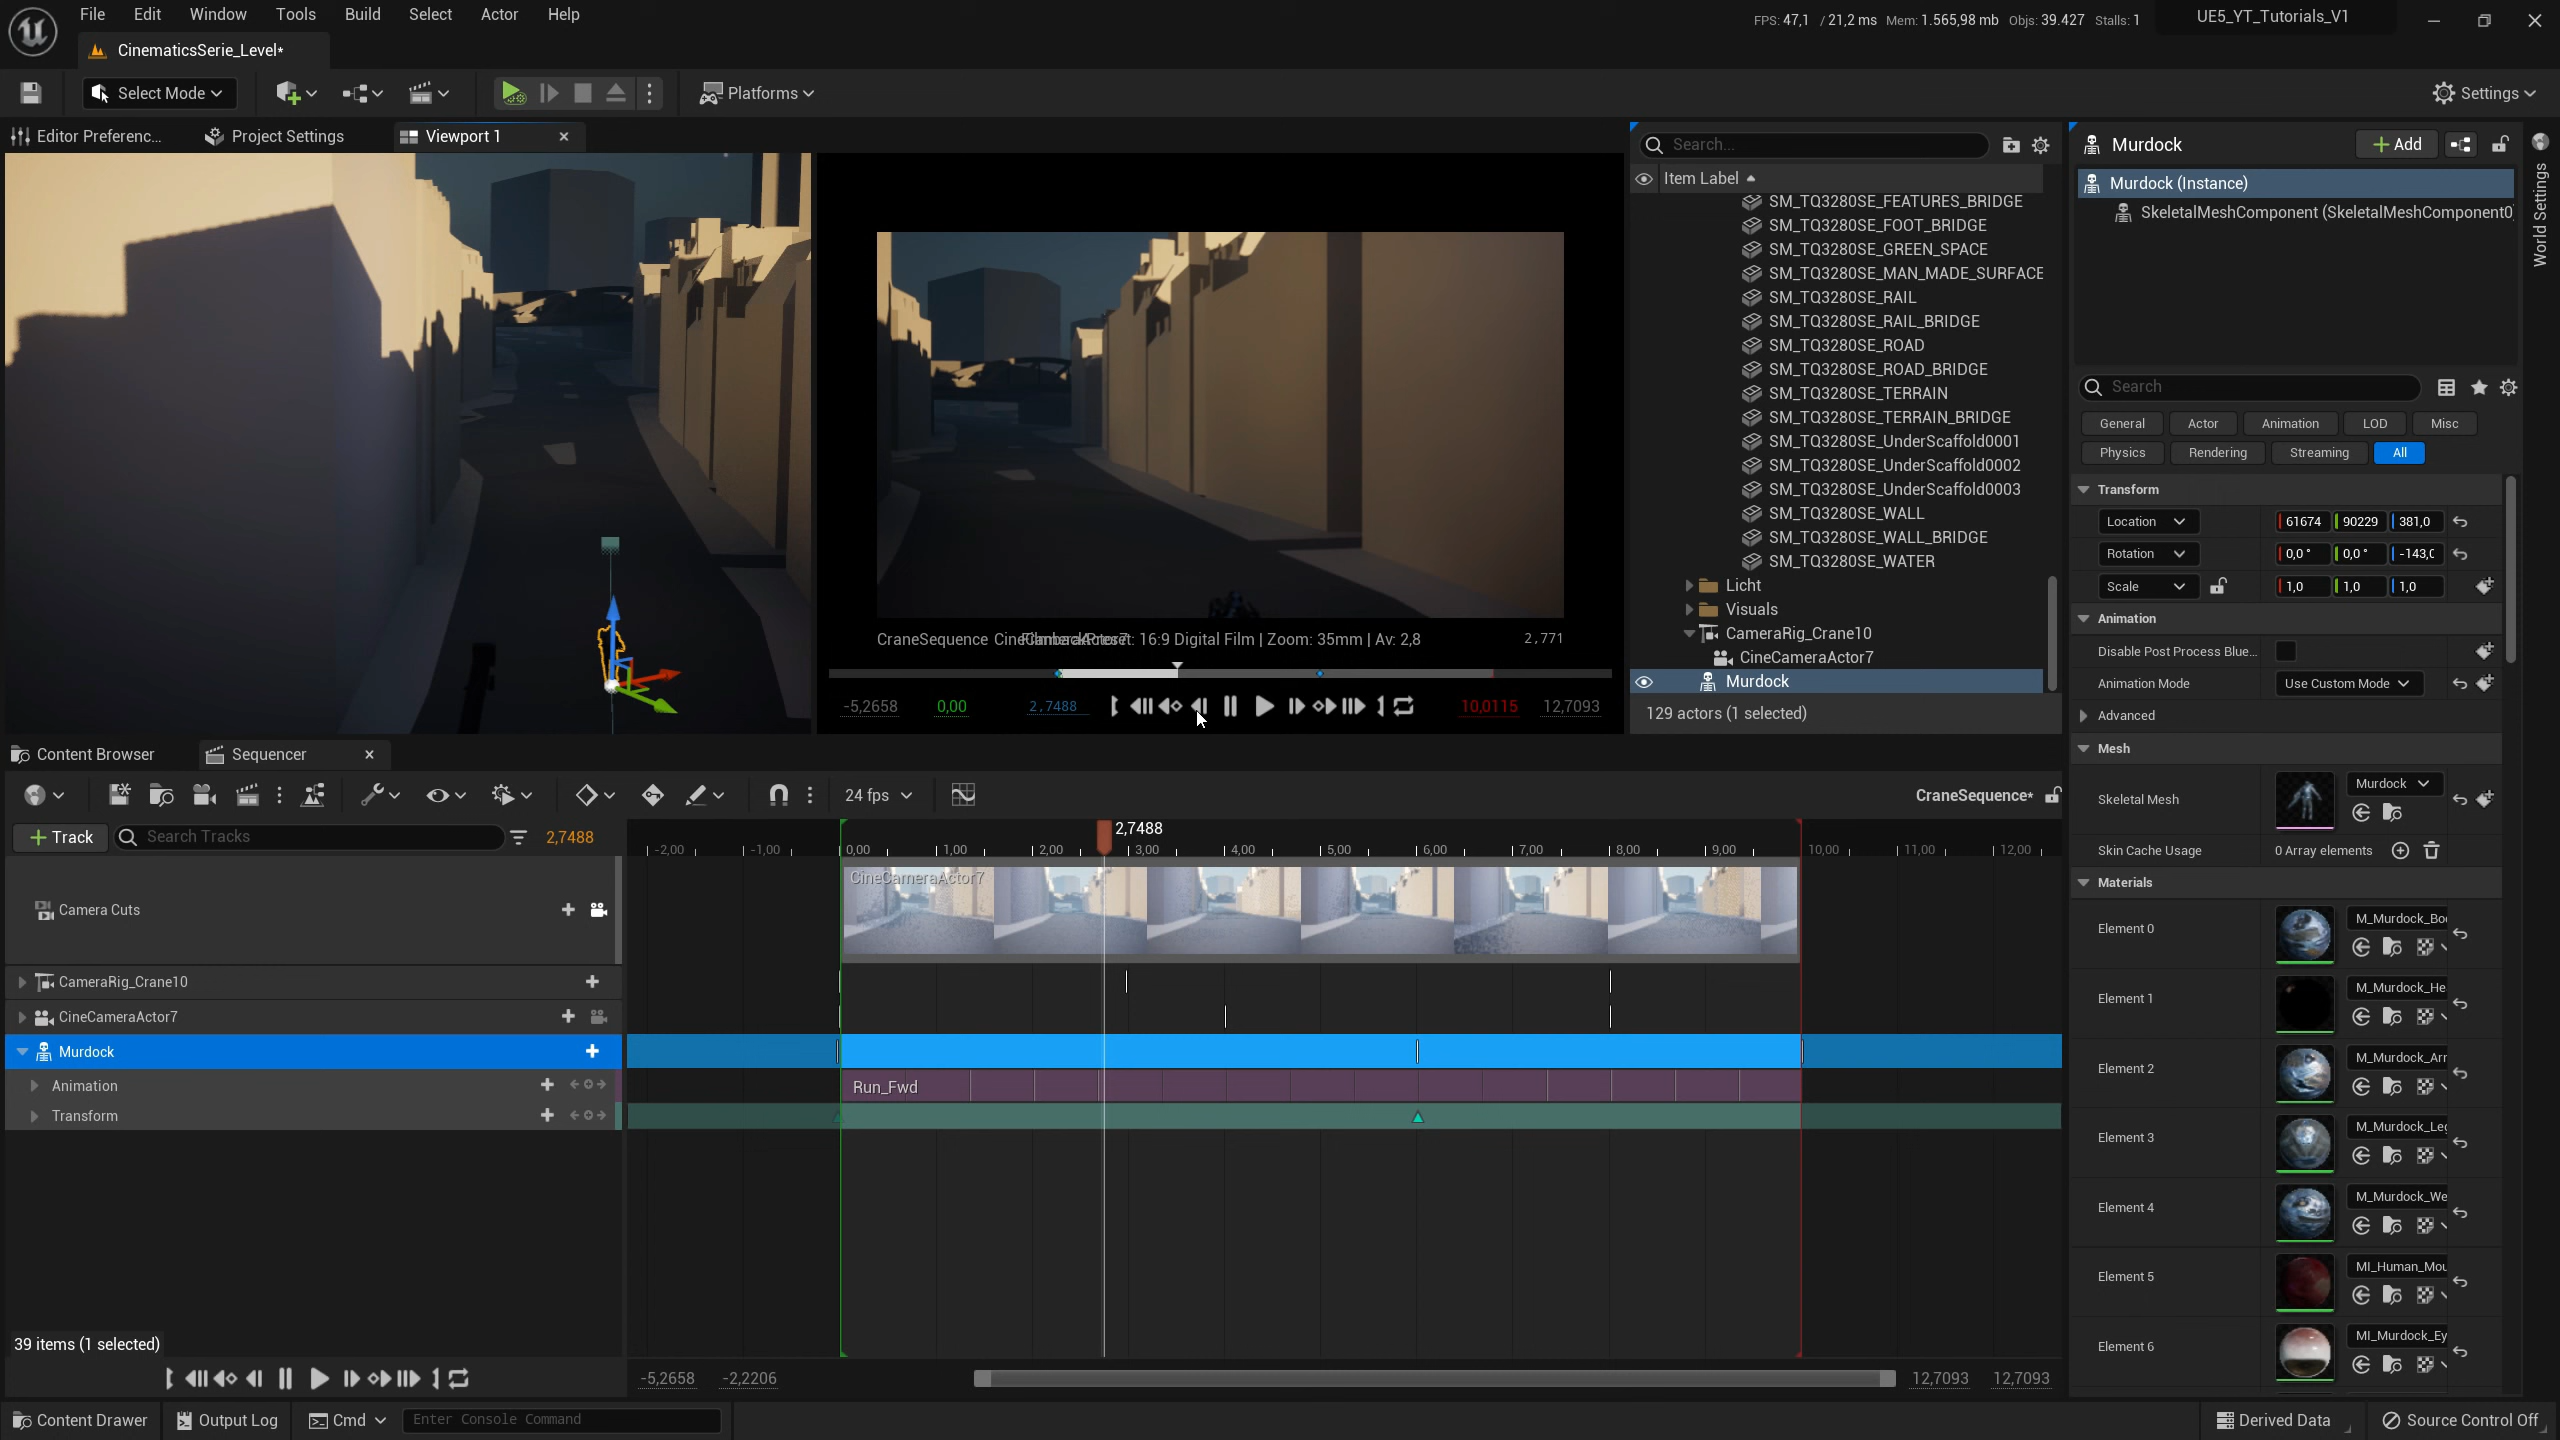 File Edit Window Tools Build Select Actor Help
FPS: 47,1 / 21,2 ms Mem: 1.565,98 mb Objs: 39.427 Stalls: 1
UE5_YT_Tutorials_V1
CinematicsSerie_Level*
Select Mode
Platforms
Settings
Editor Preferenc...
Project Settings
Viewport 1
CraneSequence
16:9 Digital Film | Zoom: 35mm | Av: 2,8
2,771
-5,2658
0,00
2,7488
10,0115
12,7093
Search...
Item Label
SM_TQ3280SE_FEATURES_BRIDGE
SM_TQ3280SE_FOOT_BRIDGE
SM_TQ3280SE_GREEN_SPACE
SM_TQ3280SE_MAN_MADE_SURFACE
SM_TQ3280SE_RAIL
SM_TQ3280SE_RAIL_BRIDGE
SM_TQ3280SE_ROAD
SM_TQ3280SE_ROAD_BRIDGE
SM_TQ3280SE_TERRAIN
SM_TQ3280SE_TERRAIN_BRIDGE
SM_TQ3280SE_UnderScaffold0001
SM_TQ3280SE_UnderScaffold0002
SM_TQ3280SE_UnderScaffold0003
SM_TQ3280SE_WALL
SM_TQ3280SE_WALL_BRIDGE
SM_TQ3280SE_WATER
Licht
Visuals
CameraRig_Crane10
CineCameraActor7
Murdock
129 actors (1 selected)
Murdock
Add
Murdock (Instance)
SkeletalMeshComponent (SkeletalMeshComponent0
World Settings
Search
General Actor Animation LOD Misc
Physics Rendering Streaming All
Transform
Location 61674 90229 381,0
Rotation 0,0 ° 0,0 ° -143,0
Scale 1,0 1,0 1,0
Animation
Disable Post Process Blue...
Animation Mode Use Custom Mode
Advanced
Mesh
Skeletal Mesh Murdock
Skin Cache Usage 0 Array elements
Materials
Element 0 M_Murdock_Bo
Element 1 M_Murdock_He
Element 2 M_Murdock_Arr
Element 3 M_Murdock_Leg
Element 4 M_Murdock_We
Element 5 MI_Human_Mou
Element 6 MI_Murdock_Ey
Content Browser
Sequencer
24 fps
CraneSequence*
Track
Search Tracks
2,7488
2,7488
-2,00 -1,00 0,00 1,00 2,00 3,00 4,00 5,00 6,00 7,00 8,00 9,00 10,00 11,00 12,00
Camera Cuts
CineCameraActor7
CameraRig_Crane10
CineCameraActor7
Murdock
Animation
Run_Fwd
Transform
39 items (1 selected)
-5,2658 -2,2206
12,7093 12,7093
Content Drawer
Output Log
Cmd
Enter Console Command
Derived Data
Source Control Off